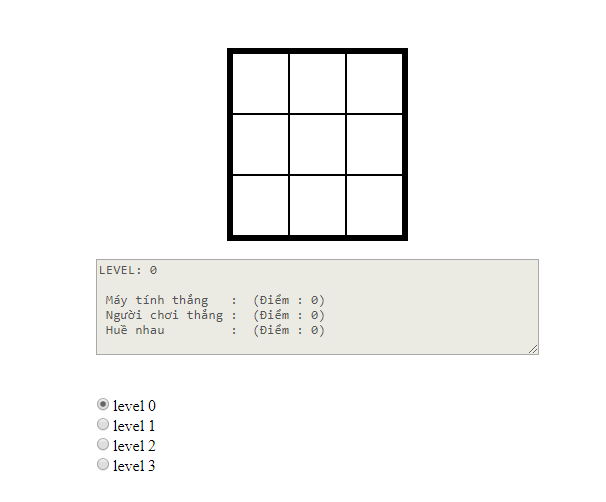 LEVEL: 0
Máy tính thắng : (Điểm : 0)
Người chơi thắng : (Điểm : 0)
Huề nhau : (Điểm : 0)
level 0
level 1
level 2
level 3